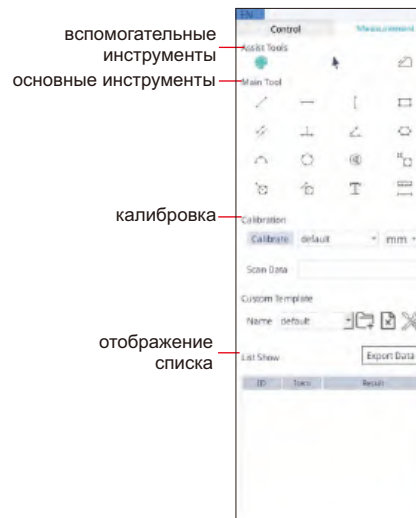 EN
Control Measurement
вспомогательные
инструменты
Assist Tools
основные инструменты
Main Tool
T
калибровка
Calibration
Calibrate default mm
Scan Data
Custom Template
Name default
отображение
списка
List Show Export Data
ID Item Result